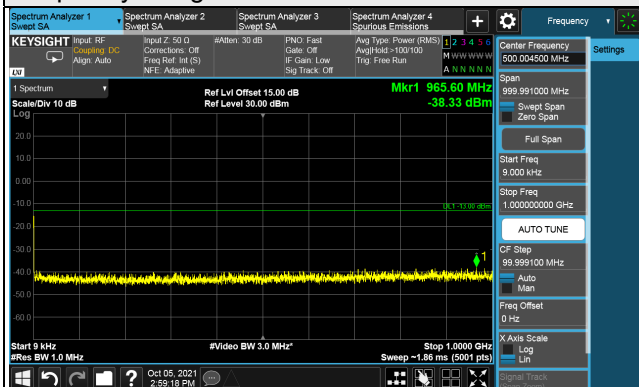 Spectrum Analyzer 1
Swept SA
Spectrum Analyzer 2
Swept SA
Spectrum Analyzer 3
Swept SA
Spectrum Analyzer 4
Spurious Emissions
+
Frequency
KEYSIGHT
Input: RF
Coupling: DC
Align: Auto
Input Z: 50 Ω
Corrections: Off
Freq Ref: Int (S)
NFE: Adaptive
#Atten: 30 dB
PNO: Fast
Gate: Off
IF Gain: Low
Sig Track: Off
Avg Type: Power (RMS)
Avg|Hold:>100/100
Trig: Free Run
1 2 3 4 5 6
M W W W W W
A N N N N N
LXI
1 Spectrum
Scale/Div 10 dB
Ref Lvl Offset 15.00 dB
Ref Level 30.00 dBm
Mkr1 965.60 MHz
-38.33 dBm
Log
20.0
10.0
0.00
-10.0
-20.0
-30.0
-40.0
-50.0
-60.0
DL1 -13.00 dBm
1
Start 9 kHz
#Res BW 1.0 MHz
#Video BW 3.0 MHz*
Stop 1.0000 GHz
Sweep ~1.86 ms (5001 pts)
Oct 05, 2021
2:59:18 PM
Center Frequency
500.004500 MHz
Settings
Span
999.991000 MHz
Swept Span
Zero Span
Full Span
Start Freq
9.000 kHz
Stop Freq
1.000000000 GHz
AUTO TUNE
CF Step
99.999100 MHz
Auto
Man
Freq Offset
0 Hz
X Axis Scale
Log
Lin
Signal Track